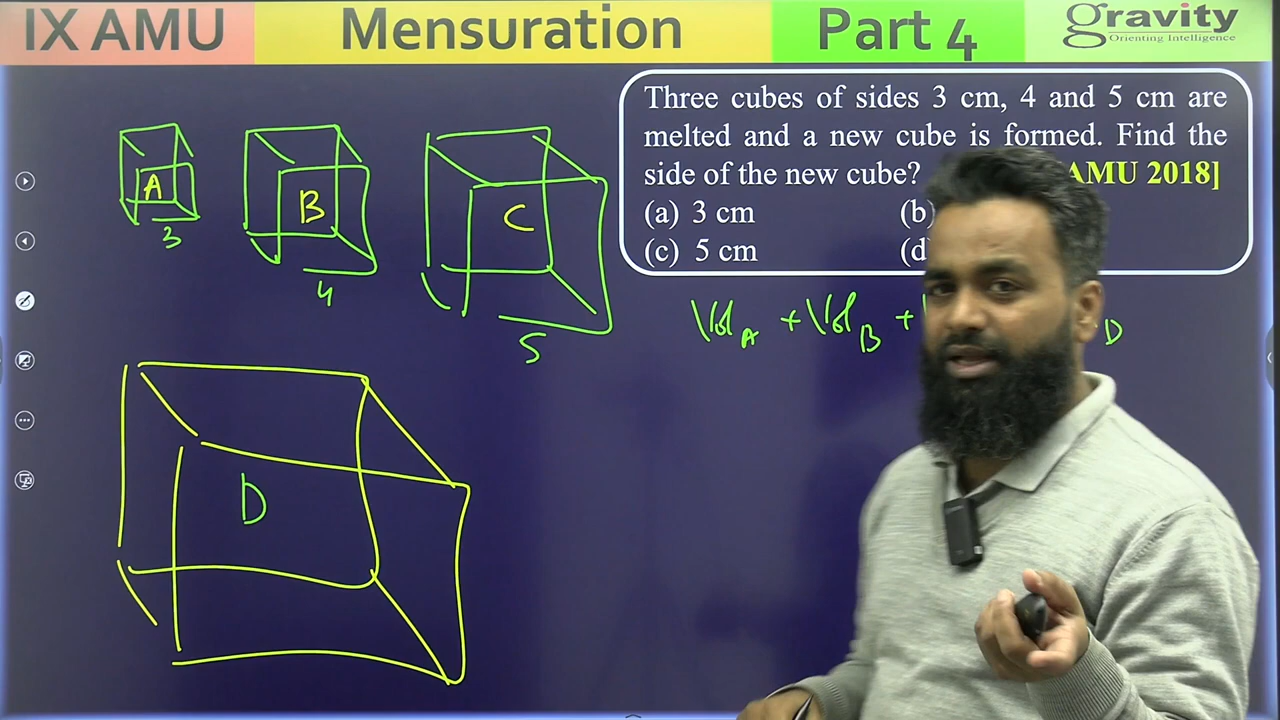 IX AMU
Mensuration
Part 4
gravity
Orienting Intelligence
Three cubes of sides 3 cm, 4 and 5 cm are
melted and a new cube is formed. Find the
side of the new cube? AMU 2018]
(a) 3 cm (b)
(c) 5 cm (d
A
3
B
4
C
5
Vol A + Vol B + D
D